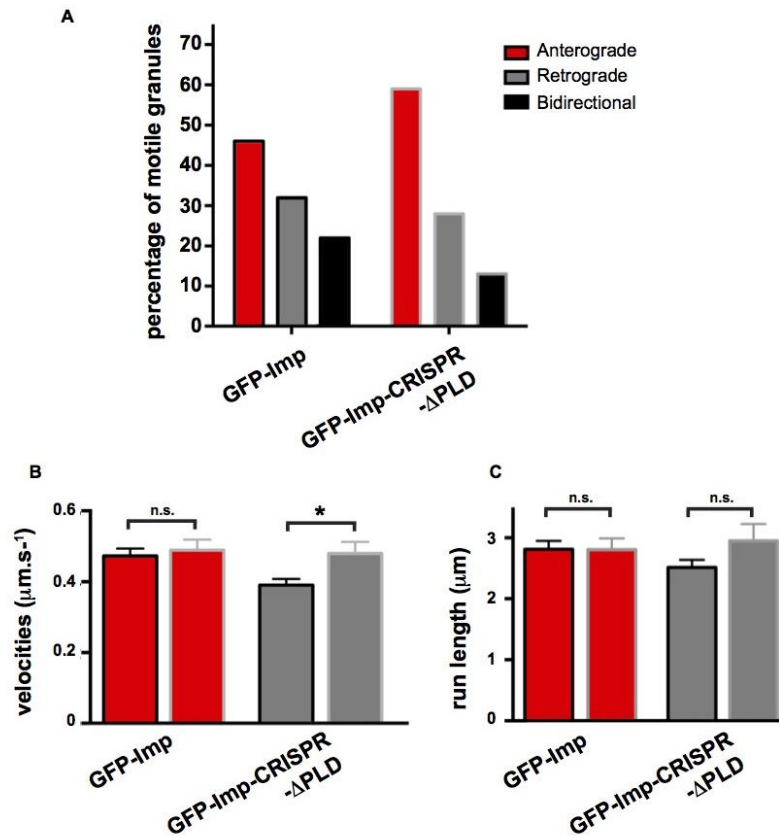 A
70
60
50
40
30
20
10
0
percentage of motile granules
Anterograde
Retrograde
Bidirectional
GFP-Imp
GFP-Imp-CRISPR
-ΔPLD
B
0.6
0.4
0.2
0
velocities (μm.s-1)
n.s.
*
GFP-Imp
GFP-Imp-CRISPR
-ΔPLD
C
3
2
1
0
run length (μm)
n.s.
n.s.
GFP-Imp
GFP-Imp-CRISPR
-ΔPLD